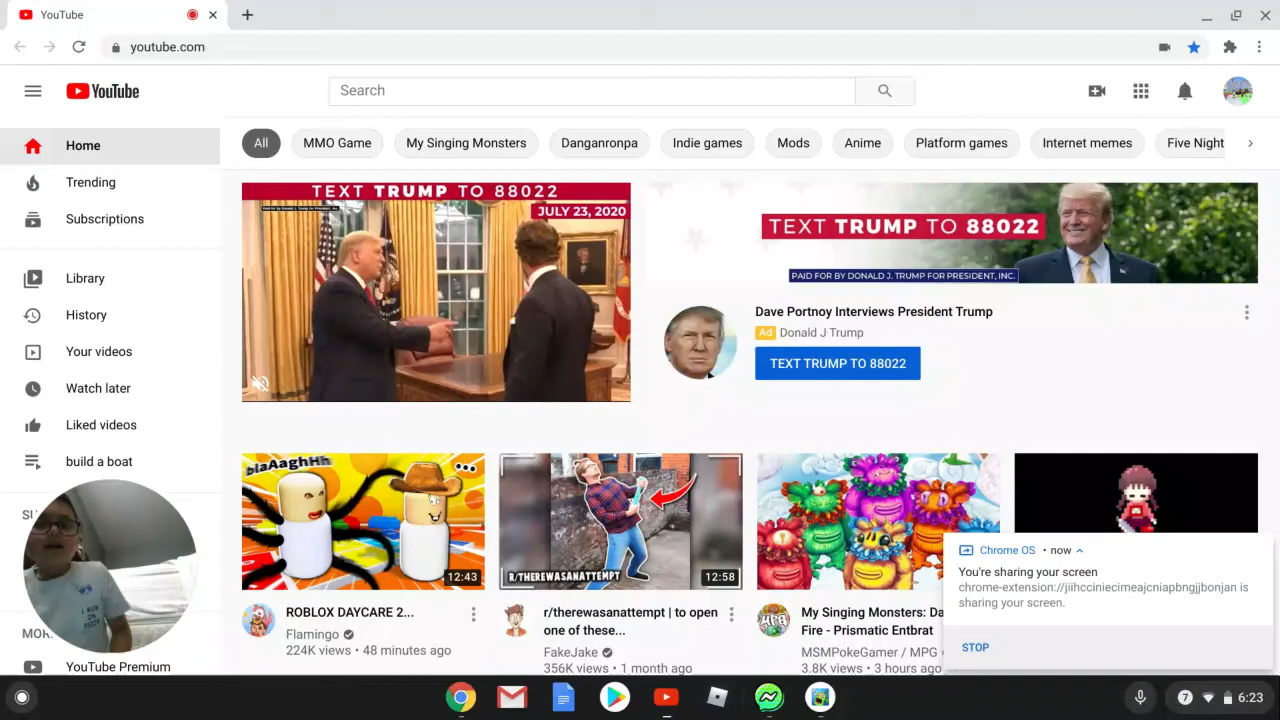 YouTube
youtube.com
YouTube
Search
Home
Trending
Subscriptions
Library
History
Your videos
Watch later
Liked videos
build a boat
All
MMO Game
My Singing Monsters
Danganronpa
Indie games
Mods
Anime
Platform games
Internet memes
Five Night
TEXT TRUMP TO 88022
JULY 23, 2020
TEXT TRUMP TO 88022
PAID FOR BY DONALD J. TRUMP FOR PRESIDENT, INC.
Dave Portnoy Interviews President Trump
Ad Donald J Trump
TEXT TRUMP TO 88022
blaAaghHh
12:43
ROBLOX DAYCARE 2...
Flamingo
224K views • 48 minutes ago
R/THEREWASANATTEMPT
12:58
r/therewasanattempt | to open
one of these...
FakeJake
356K views • 1 month ago
My Singing Monsters: Da
Fire - Prismatic Entbrat
MSMPokeGamer / MPG
3.8K views • 3 hours ago
Chrome OS • now
You're sharing your screen
chrome-extension://jiihcciniecimeajcniapbngjjbonjan is
sharing your screen.
STOP
SU
MOR
YouTube Premium
7
6:23